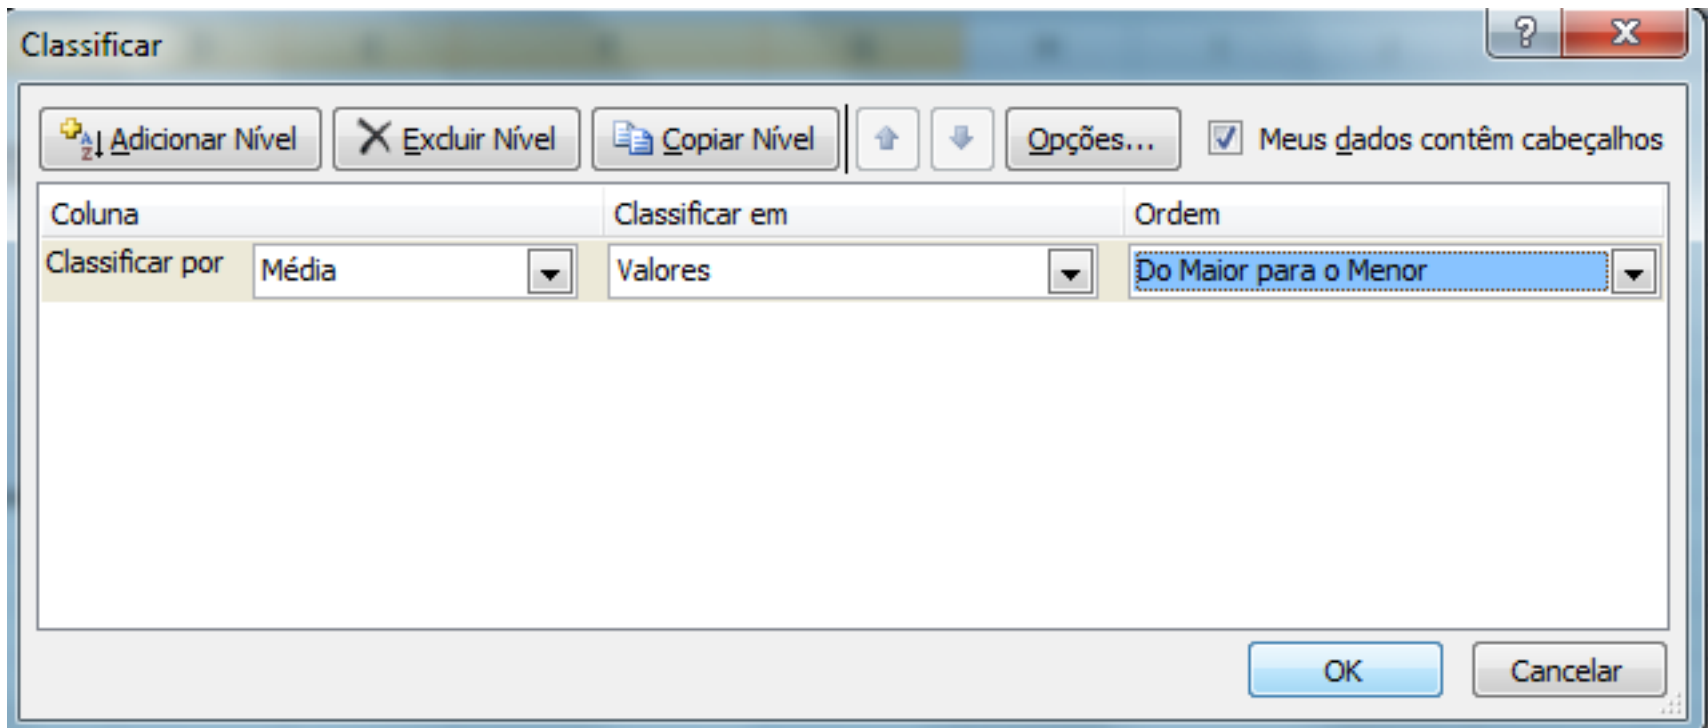 Classificar
Adicionar Nível Excluir Nível Copiar Nível Opções... Meus dados contêm cabeçalhos
Coluna Classificar em Ordem
Classificar por Média Valores Do Maior para o Menor
OK Cancelar